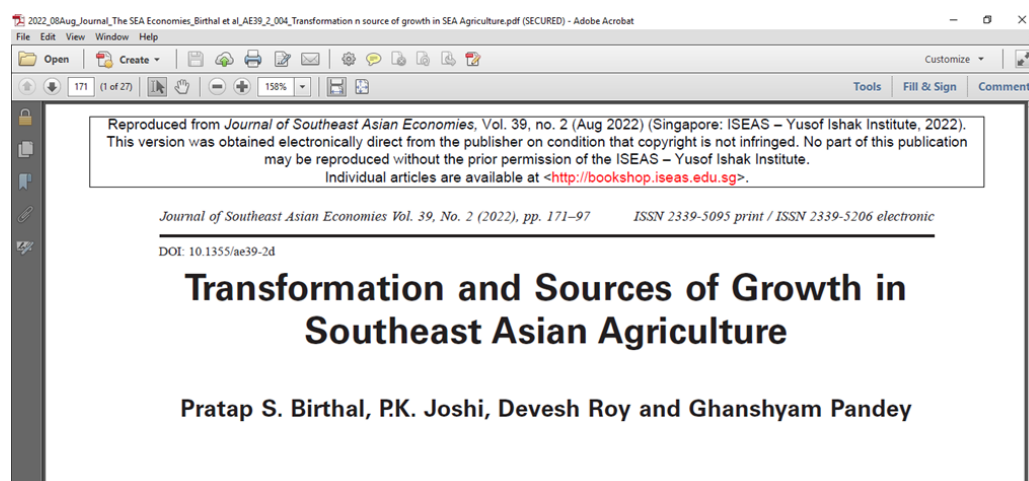 2022_08Aug_Journal_The SEA Economies_Birthal et al_AE39_2_004_Transformation n source of growth in SEA Agriculture.pdf (SECURED) - Adobe Acrobat
File Edit View Window Help
Open Create Customize
171 (1 of 27) 158% Tools Fill & Sign Comment
Reproduced from Journal of Southeast Asian Economies, Vol. 39, no. 2 (Aug 2022) (Singapore: ISEAS – Yusof Ishak Institute, 2022).
This version was obtained electronically direct from the publisher on condition that copyright is not infringed. No part of this publication
may be reproduced without the prior permission of the ISEAS – Yusof Ishak Institute.
Individual articles are available at <http://bookshop.iseas.edu.sg>.
Journal of Southeast Asian Economies Vol. 39, No. 2 (2022), pp. 171–97 ISSN 2339-5095 print / ISSN 2339-5206 electronic
DOI: 10.1355/ae39-2d
Transformation and Sources of Growth in
Southeast Asian Agriculture
Pratap S. Birthal, P.K. Joshi, Devesh Roy and Ghanshyam Pandey